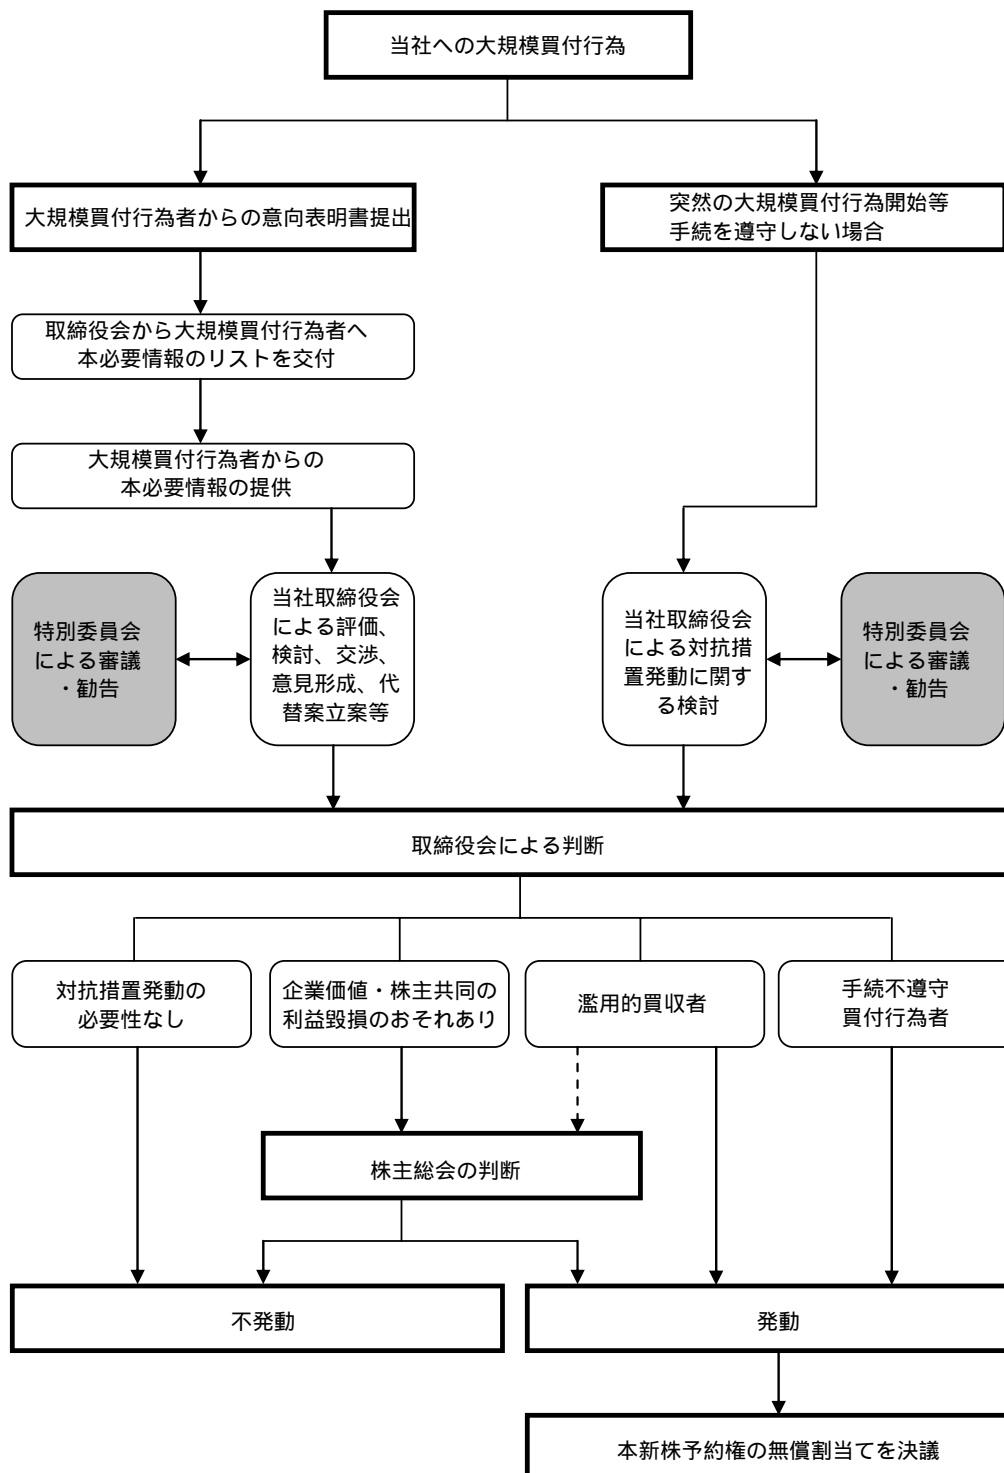 当社への大規模買付行為
大規模買付行為者からの意向表明書提出
突然の大規模買付行為開始等
手続を遵守しない場合
取締役会から大規模買付行為者へ
本必要情報のリストを交付
大規模買付行為者からの
本必要情報の提供
特別委員会
による審議
・勧告
当社取締役会
による評価、
検討、交渉、
意見形成、代
替案立案等
当社取締役会
による対抗措
置発動に関す
る検討
特別委員会
による審議
・勧告
取締役会による判断
対抗措置発動の
必要性なし
企業価値・株主共同の
利益毀損のおそれあり
濫用的買収者
手続不遵守
買付行為者
株主総会の判断
不発動
発動
本新株予約権の無償割当てを決議